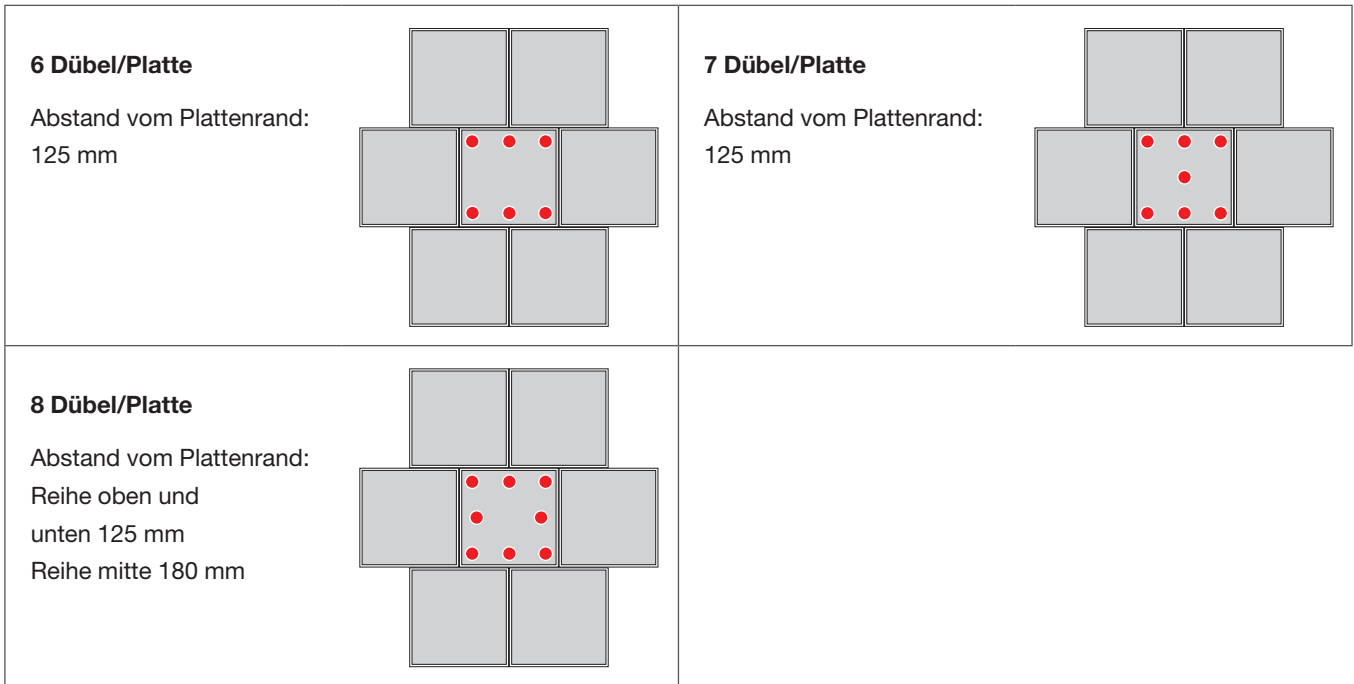 6 Dübel/Platte
Abstand vom Plattenrand:
125 mm
7 Dübel/Platte
Abstand vom Plattenrand:
125 mm
8 Dübel/Platte
Abstand vom Plattenrand:
Reihe oben und
unten 125 mm
Reihe mitte 180 mm